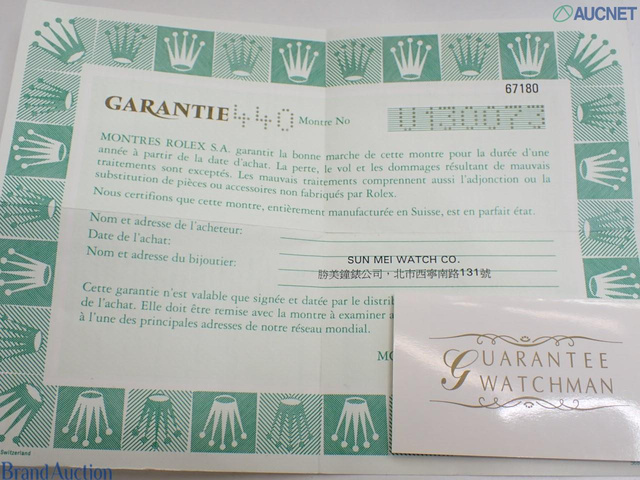 AUCNET
67180
GARANTIE 440 Montre No U130073
MONTRES ROLEX S.A. garantit la bonne marche de cette montre pour la durée d'une
année à partir de la date d'achat. La perte, le vol et les dommages résultant de mauvais
traitements sont exceptés. Les mauvais traitements comprennent aussi l'adjonction ou la
substitution de pièces ou accessoires non fabriqués par Rolex.
Nous certifions que cette montre, entièrement manufacturée en Suisse, est en parfait état.
Nom et adresse de l'acheteur:
Date de l'achat:
Nom et adresse du bijoutier:
SUN MEI WATCH CO.
勝美鐘錶公司,北市西寧南路131號
Cette garantie n'est valable que signée et datée par le distri
de l'achat. Elle doit être remise avec la montre à examiner a
à l'une des principales adresses de notre réseau mondial.
MO
GUARANTEE
WATCHMAN
Switzerland
Brand Auction